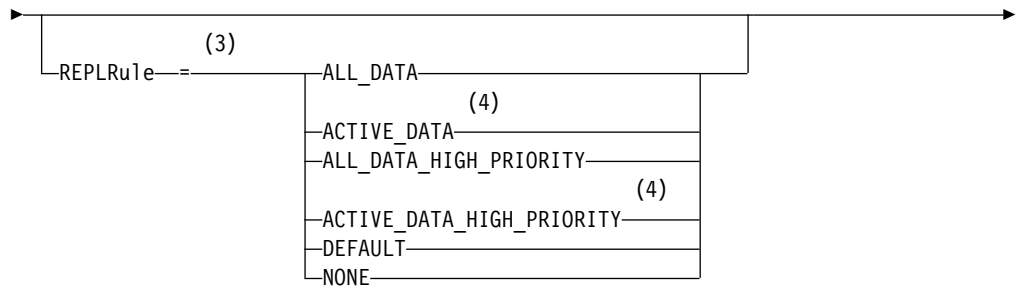 (3)
REPLRule = ALL_DATA
(4)
ACTIVE_DATA
ALL_DATA_HIGH_PRIORITY
(4)
ACTIVE_DATA_HIGH_PRIORITY
DEFAULT
NONE